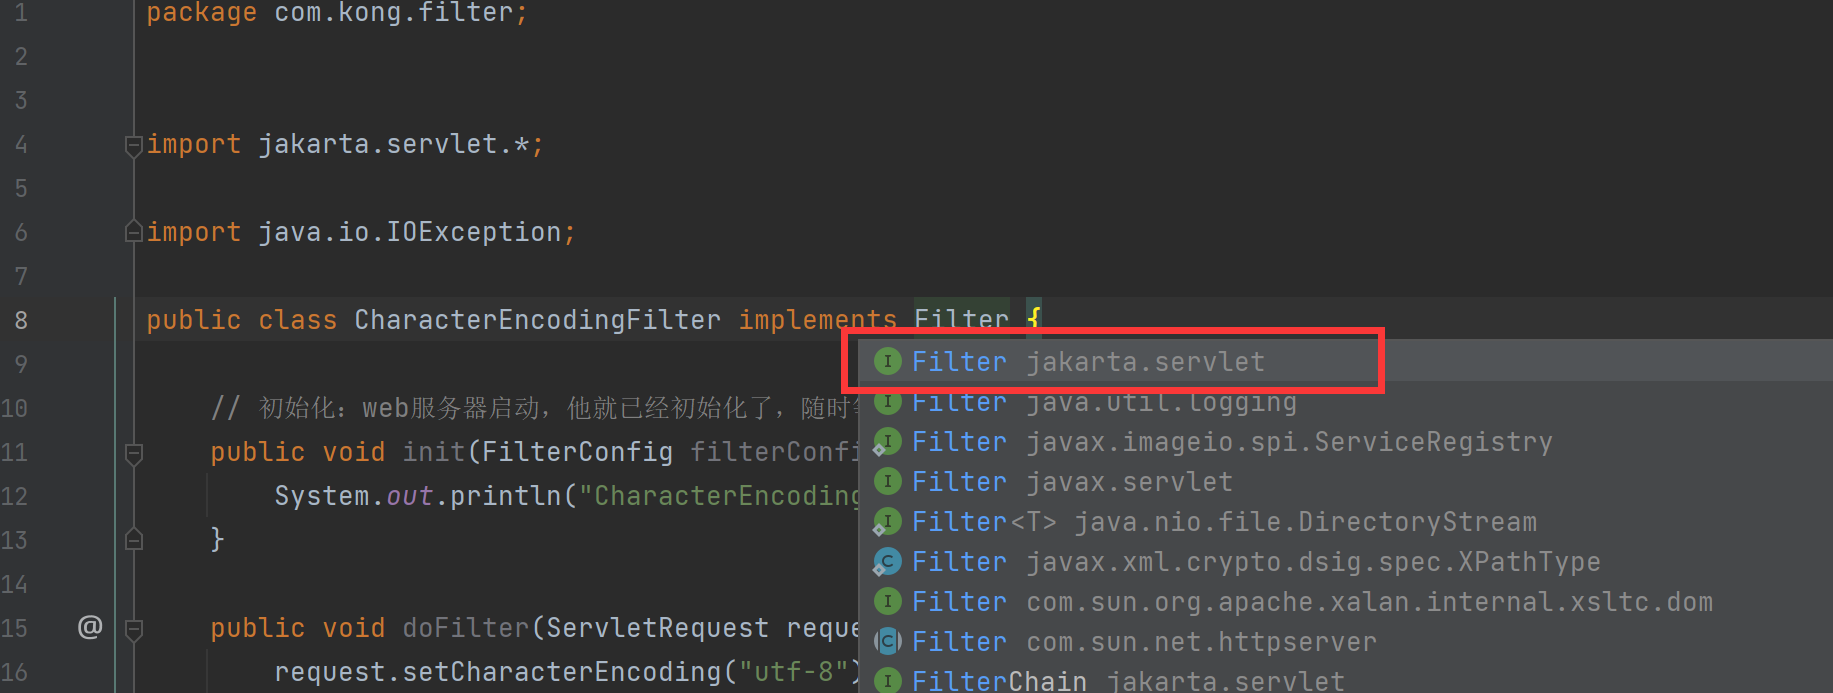 1 package com.kong.filter;
2
3
4 import jakarta.servlet.*;
5
6 import java.io.IOException;
7
8 public class CharacterEncodingFilter implements Filter {
9
Filter jakarta.servlet
10 // 初始化：web服务器启动，他就已经初始化了，随时
Filter java.util.logging
11 public void init(FilterConfig filterConfi
Filter javax.imageio.spi.ServiceRegistry
Filter javax.servlet
12 System.out.println("CharacterEncoding
Filter<T> java.nio.file.DirectoryStream
13 }
Filter javax.xml.crypto.dsig.spec.XPathType
14
Filter com.sun.org.apache.xalan.internal.xsltc.dom
15 @ public void doFilter(ServletRequest reque
Filter com.sun.net.httpserver
16 request.setCharacterEncoding("utf-8")
FilterChain jakarta.servlet